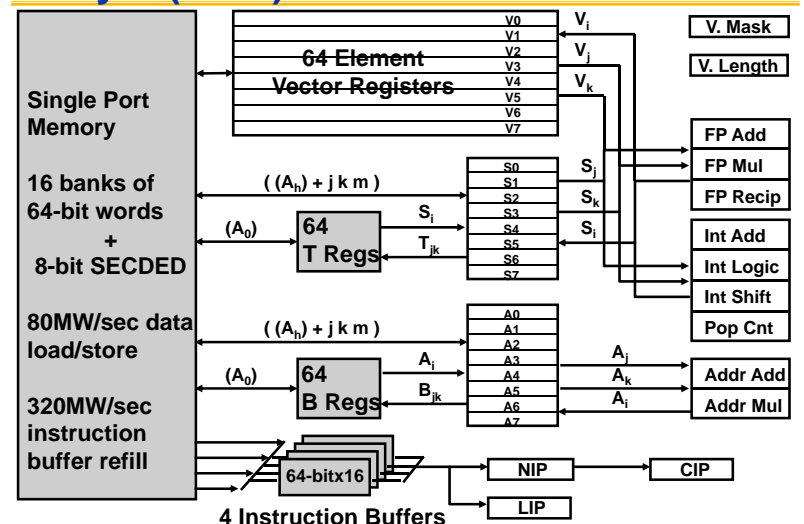 Single Port
Memory
16 banks of
64-bit words
+
8-bit SECDED
80MW/sec data
load/store
320MW/sec
instruction
buffer refill
64 Element
Vector Registers
V0
V1
V2
V3
V4
V5
V6
V7
Vi
Vj
Vk
V. Mask
V. Length
FP Add
FP Mul
FP Recip
Int Add
Int Logic
Int Shift
Pop Cnt
( (Ah) + j k m )
(A0)
64
T Regs
Si
Tjk
S0
S1
S2
S3
S4
S5
S6
S7
Sj
Sk
Si
( (Ah) + j k m )
(A0)
64
B Regs
Ai
Bjk
A0
A1
A2
A3
A4
A5
A6
A7
Aj
Ak
Ai
Addr Add
Addr Mul
64-bitx16
4 Instruction Buffers
NIP
CIP
LIP